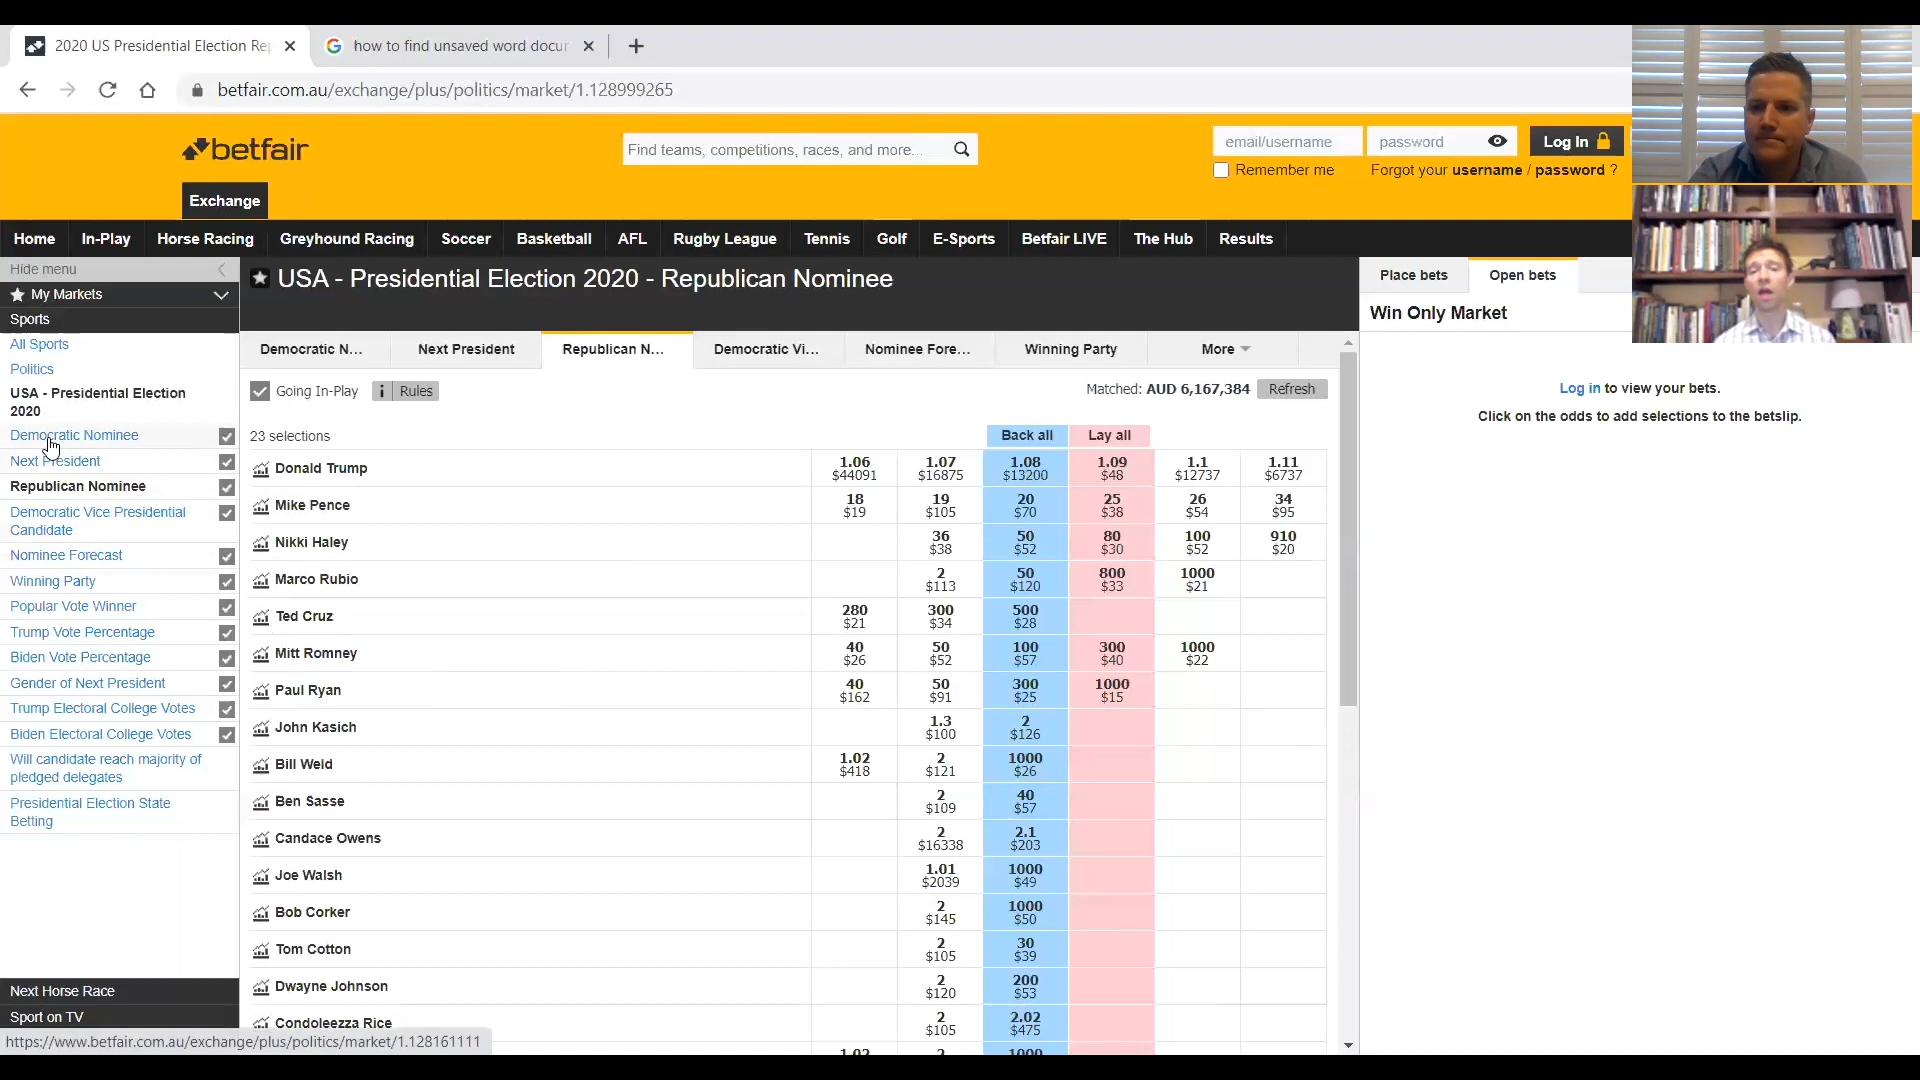 2020 US Presidential Election Re
how to find unsaved word docu
betfair.com.au/exchange/plus/politics/market/1.128999265
betfair
Find teams, competitions, races, and more...
email/username
password
Log In
Remember me
Forgot your username / password ?
Exchange
Home In-Play Horse Racing Greyhound Racing Soccer Basketball AFL Rugby League Tennis Golf E-Sports Betfair LIVE The Hub Results
Hide menu
My Markets
Sports
All Sports
Politics
USA - Presidential Election
2020
Democratic Nominee
Next President
Republican Nominee
Democratic Vice Presidential
Candidate
Nominee Forecast
Winning Party
Popular Vote Winner
Trump Vote Percentage
Biden Vote Percentage
Gender of Next President
Trump Electoral College Votes
Biden Electoral College Votes
Will candidate reach majority of
pledged delegates
Presidential Election State
Betting
Next Horse Race
Sport on TV
https://www.betfair.com.au/exchange/plus/politics/market/1.128161111
USA - Presidential Election 2020 - Republican Nominee
Democratic N... Next President Republican N... Democratic Vi... Nominee Fore... Winning Party More
Going In-Play i Rules
Matched: AUD 6,167,384 Refresh
23 selections Back all Lay all
Donald Trump 1.06 1.07 1.08 1.09 1.1 1.11
$44091 $16875 $13200 $48 $12737 $6737
Mike Pence 18 19 20 25 26 34
$19 $105 $70 $38 $54 $95
Nikki Haley 36 50 80 100 910
$38 $52 $30 $52 $20
Marco Rubio 2 50 800 1000
$113 $120 $33 $21
Ted Cruz 280 300 500
$21 $34 $28
Mitt Romney 40 50 100 300 1000
$26 $52 $57 $40 $22
Paul Ryan 40 50 300 1000
$162 $91 $25 $15
John Kasich 1.3 2
$100 $126
Bill Weld 1.02 2 1000
$418 $121 $26
Ben Sasse 2 40
$109 $57
Candace Owens 2 2.1
$16338 $203
Joe Walsh 1.01 1000
$2039 $49
Bob Corker 2 1000
$145 $50
Tom Cotton 2 30
$105 $39
Dwayne Johnson 2 200
$120 $53
Condoleezza Rice 2 2.02
$105 $475
1.02 2 1000
Place bets Open bets
Win Only Market
Log in to view your bets.
Click on the odds to add selections to the betslip.